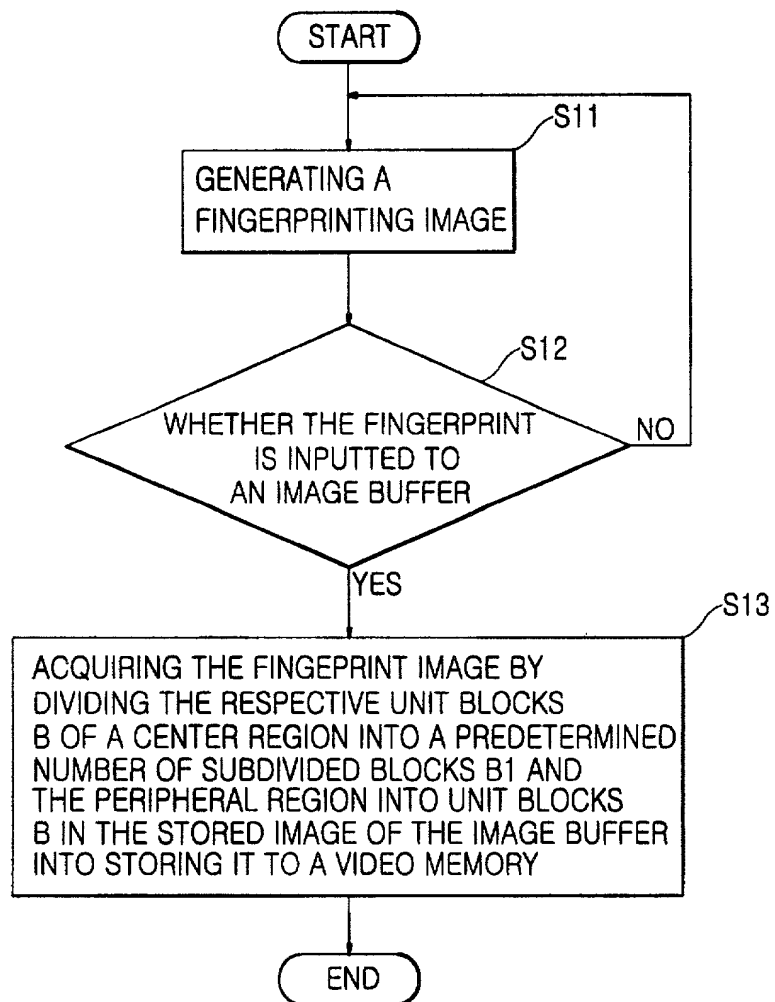 START
S11
GENERATING A
FINGERPRINTING IMAGE
S12
WHETHER THE FINGERPRINT
IS INPUTTED TO
AN IMAGE BUFFER
NO
YES
S13
ACQUIRING THE FINGEPRINT IMAGE BY
DIVIDING THE RESPECTIVE UNIT BLOCKS
B OF A CENTER REGION INTO A PREDETERMINED
NUMBER OF SUBDIVIDED BLOCKS B1 AND
THE PERIPHERAL REGION INTO UNIT BLOCKS
B IN THE STORED IMAGE OF THE IMAGE BUFFER
INTO STORING IT TO A VIDEO MEMORY
END